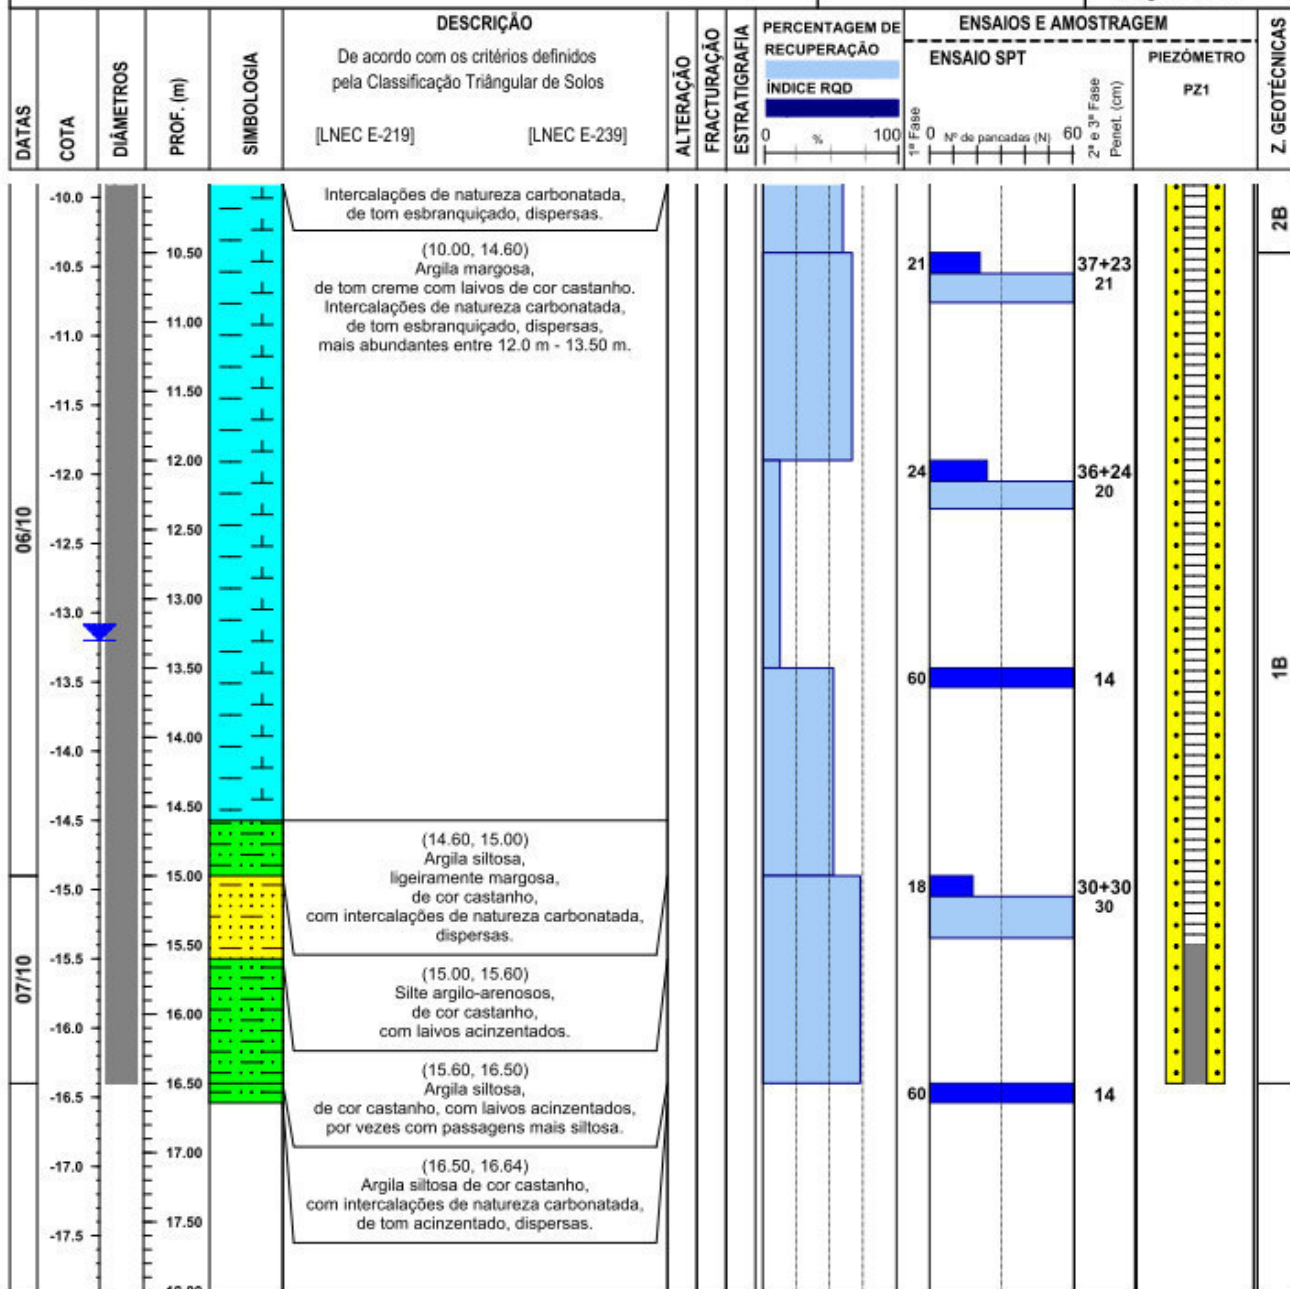 DATAS
COTA
DIÂMETROS
PROF. (m)
SIMBOLOGIA
DESCRIÇÃO
De acordo com os critérios definidos
pela Classificação Triângular de Solos
[LNEC E-219] [LNEC E-239]
ALTERAÇÃO
FRACTURAÇÃO
ESTRATIGRAFIA
PERCENTAGEM DE
RECUPERAÇÃO
ÍNDICE RQD
0 % 100
ENSAIOS E AMOSTRAGEM
ENSAIO SPT
1ª Fase
0 Nº de pancadas (N) 60
2ª e 3ª Fase
Penet. (cm)
PIEZÓMETRO
PZ1
Z. GEOTÉCNICAS
06/10
07/10
-10.0
-10.5
-11.0
-11.5
-12.0
-12.5
-13.0
-13.5
-14.0
-14.5
-15.0
-15.5
-16.0
-16.5
-17.0
-17.5
10.50
11.00
11.50
12.00
12.50
13.00
13.50
14.00
14.50
15.00
15.50
16.00
16.50
17.00
17.50
Intercalações de natureza carbonatada,
de tom esbranquiçado, dispersas.
(10.00, 14.60)
Argila margosa,
de tom creme com laivos de cor castanho.
Intercalações de natureza carbonatada,
de tom esbranquiçado, dispersas,
mais abundantes entre 12.0 m - 13.50 m.
(14.60, 15.00)
Argila siltosa,
ligeiramente margosa,
de cor castanho,
com intercalações de natureza carbonatada,
dispersas.
(15.00, 15.60)
Silte argilo-arenosos,
de cor castanho,
com laivos acinzentados.
(15.60, 16.50)
Argila siltosa,
de cor castanho, com laivos acinzentados,
por vezes com passagens mais siltosa.
(16.50, 16.64)
Argila siltosa de cor castanho,
com intercalações de natureza carbonatada,
de tom acinzentado, dispersas.
21 37+23
21
24 36+24
20
60 14
18 30+30
30
60 14
2B
1B